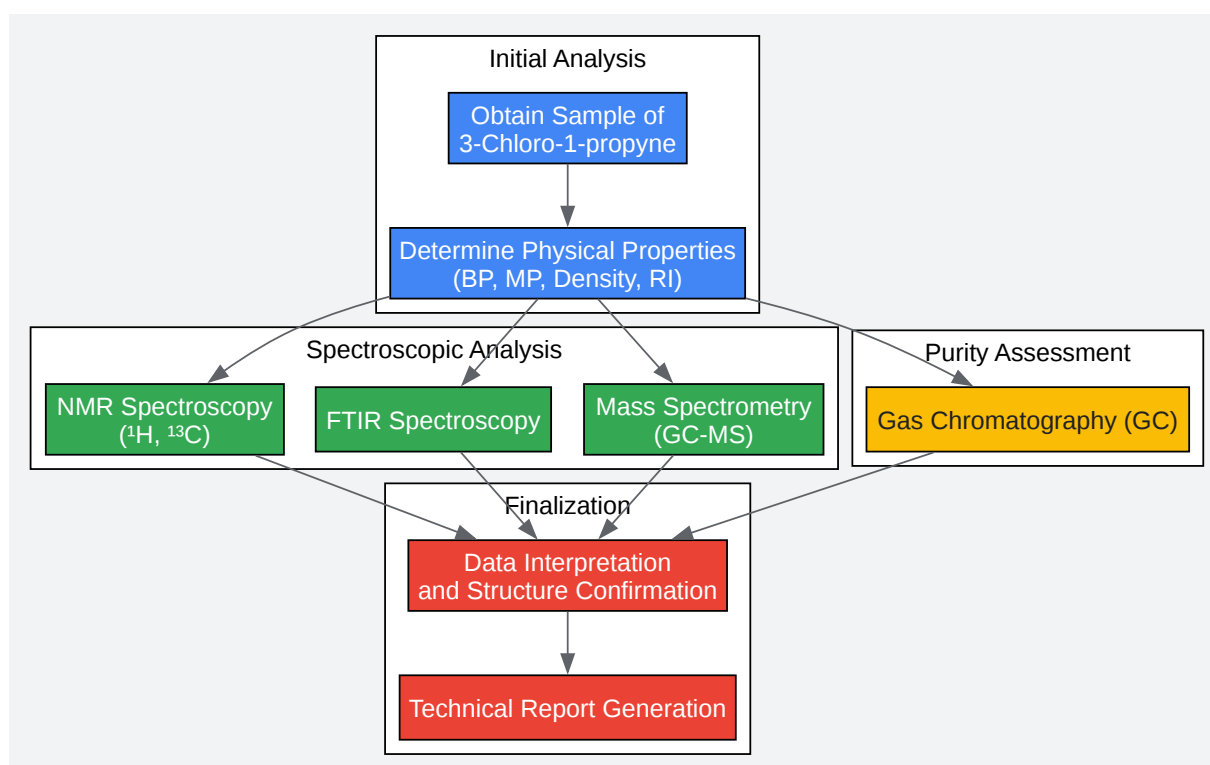 Initial Analysis
Obtain Sample of
3-Chloro-1-propyne
Determine Physical Properties
(BP, MP, Density, RI)
Spectroscopic Analysis
Purity Assessment
NMR Spectroscopy
(¹H, ¹³C)
FTIR Spectroscopy
Mass Spectrometry
(GC-MS)
Gas Chromatography (GC)
Finalization
Data Interpretation
and Structure Confirmation
Technical Report Generation